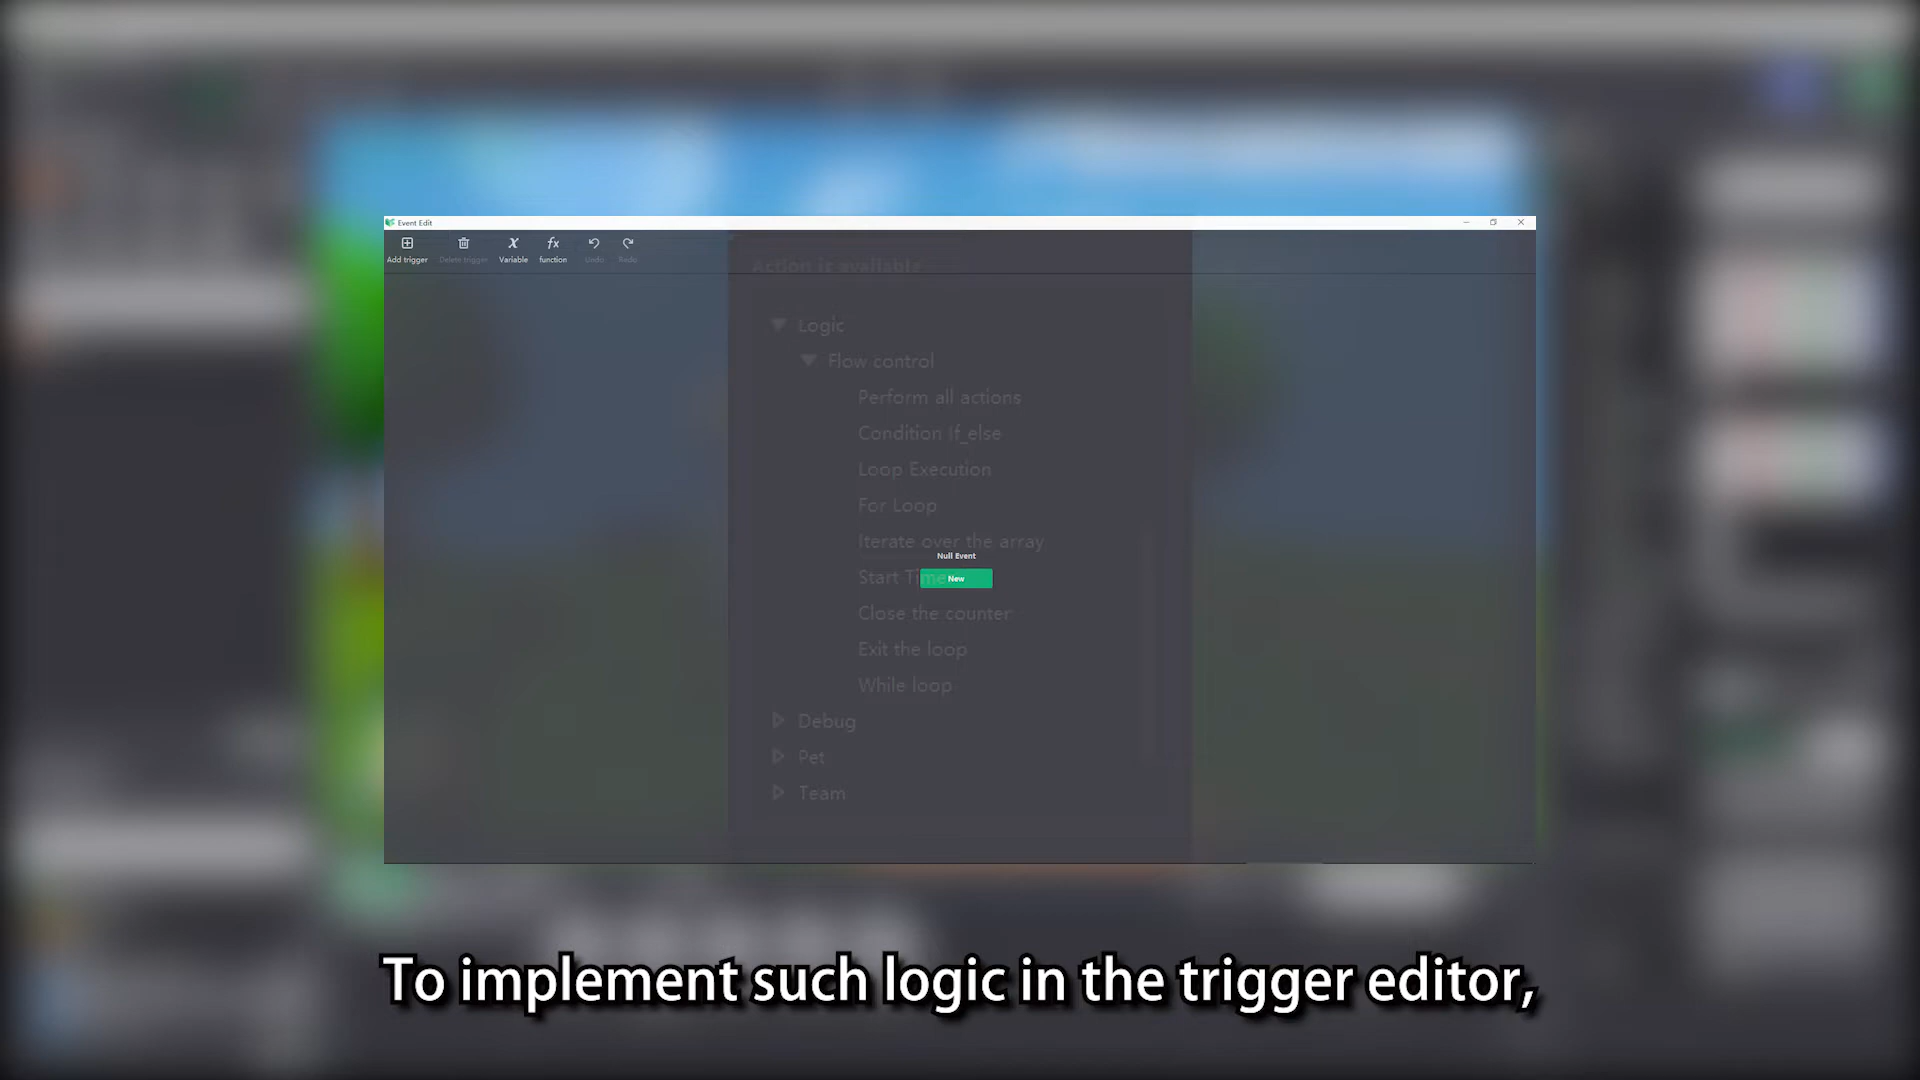 Event Edit
Add trigger
Delete trigger
Variable
function
Undo
Redo
Action is available
Logic
Flow control
Perform all actions
Condition If_else
Loop Execution
For Loop
Iterate over the array
Null Event
Start Time
New
Close the counter
Exit the loop
While loop
Debug
Pet
Team
To implement such logic in the trigger editor,